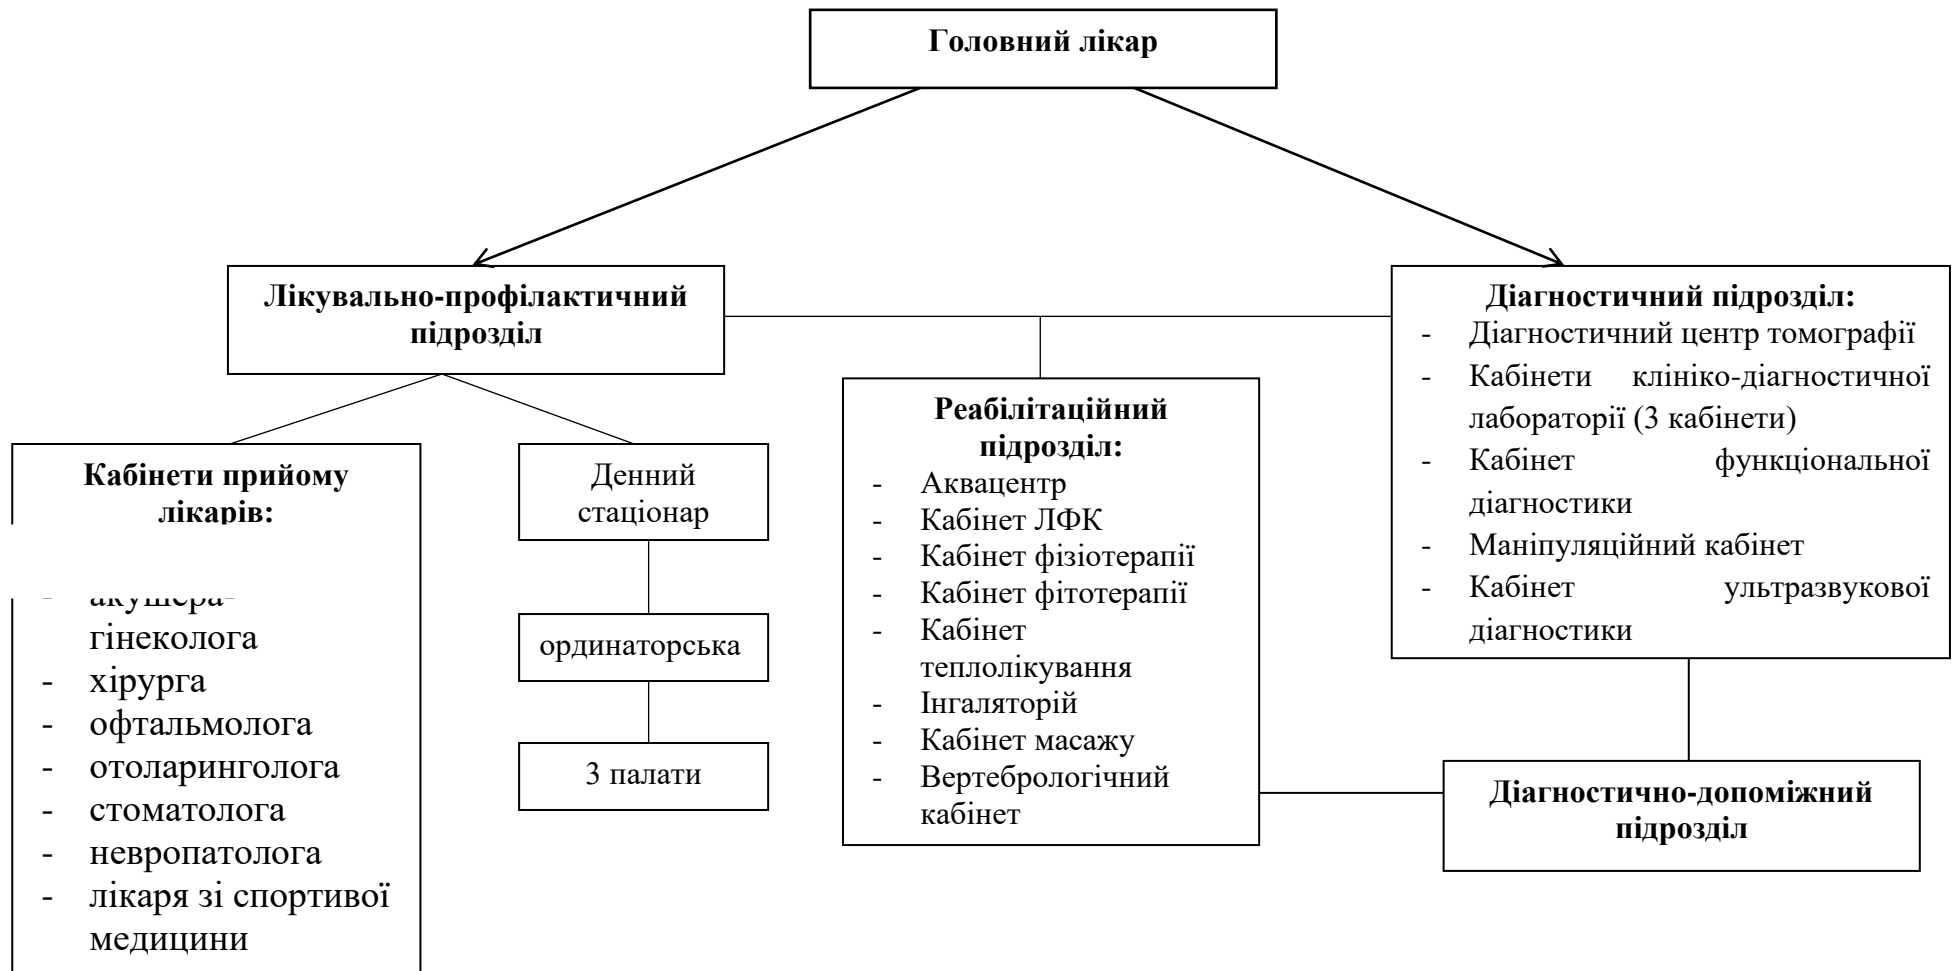 Головний лікар
Лікувально-профілактичний
підрозділ
Діагностичний підрозділ:
- Діагностичний центр томографії
- Кабінети клініко-діагностичної
лабораторії (3 кабінети)
- Кабінет функціональної
діагностики
- Маніпуляційний кабінет
- Кабінет ультразвукової
діагностики
Кабінети прийому
лікарів:
- акушера-
гінеколога
- хірурга
- офтальмолога
- отоларинголога
- стоматолога
- невропатолога
- лікаря зі спортивої
медицини
Денний
стаціонар
ординаторська
3 палати
Реабілітаційний
підрозділ:
- Аквацентр
- Кабінет ЛФК
- Кабінет фізіотерапії
- Кабінет фітотерапії
- Кабінет
теплолікування
- Інгаляторій
- Кабінет масажу
- Вертебрологічний
кабінет
Діагностично-допоміжний
підрозділ